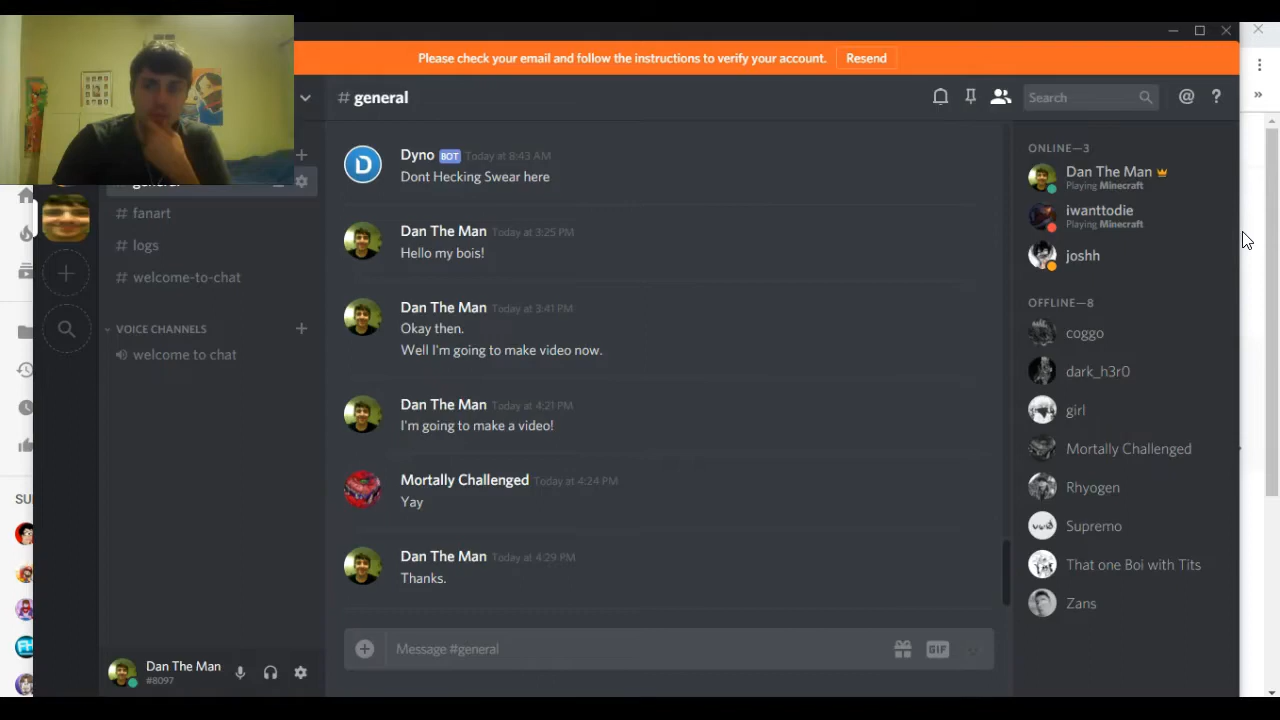 Please check your email and follow the instructions to verify your account. Resend
# general
Search
general
# fanart
# logs
# welcome-to-chat
VOICE CHANNELS
welcome to chat
Dan The Man
#8097
Dyno BOT Today at 8:43 AM
Dont Hecking Swear here
Dan The Man Today at 3:25 PM
Hello my bois!
Dan The Man Today at 3:41 PM
Okay then.
Well I'm going to make video now.
Dan The Man Today at 4:21 PM
I'm going to make a video!
Mortally Challenged Today at 4:24 PM
Yay
Dan The Man Today at 4:29 PM
Thanks.
Message #general
GIF
ONLINE—3
Dan The Man
Playing Minecraft
iwanttodie
Playing Minecraft
joshh
OFFLINE—8
coggo
dark_h3r0
girl
Mortally Challenged
Rhyogen
Supremo
That one Boi with Tits
Zans
SU